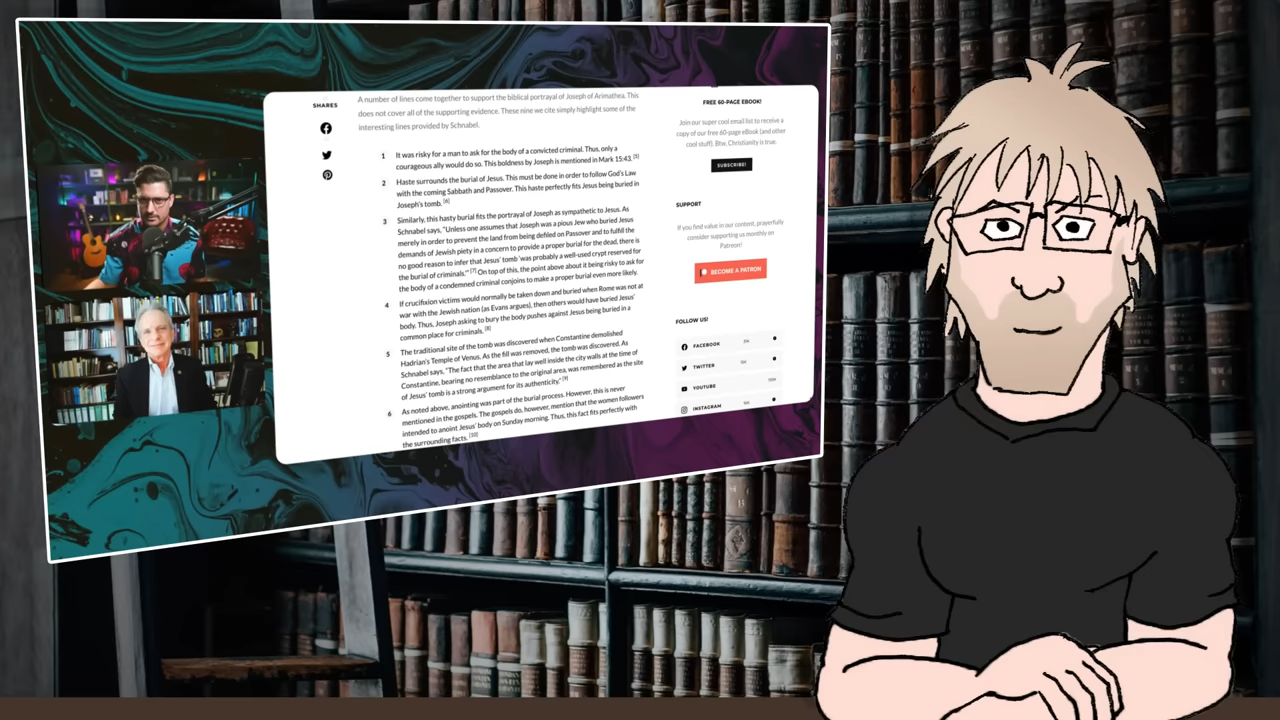 SHARES
A number of lines come together to support the biblical portrayal of Joseph of Arimathea. This
does not cover all of the supporting evidence. These nine we cite simply highlight some of the
interesting lines provided by Schnabel.
1 It was risky for a man to ask for the body of a convicted criminal. Thus, only a
courageous ally would do so. This boldness by Joseph is mentioned in Mark 15:43. [5]
2 Haste surrounds the burial of Jesus. This must be done in order to follow God's Law
with the coming Sabbath and Passover. This haste perfectly fits Jesus being buried in
Joseph's tomb. [6]
3 Similarly, this hasty burial fits the portrayal of Joseph as sympathetic to Jesus. As
Schnabel says, "Unless one assumes that Joseph was a pious Jew who buried Jesus
merely in order to prevent the land from being defiled on Passover and to fulfill the
demands of Jewish piety in a concern to provide a proper burial for the dead, there is
no good reason to infer that Jesus' tomb 'was probably a well-used crypt reserved for
the burial of criminals.'" [7] On top of this, the point above about it being risky to ask for
the body of a condemned criminal conjoins to make a proper burial even more likely.
4 If crucifixion victims would normally be taken down and buried when Rome was not at
war with the Jewish nation (as Evans argues), then others would have buried Jesus'
body. Thus, Joseph asking to bury the body pushes against Jesus being buried in a
common place for criminals. [8]
5 The traditional site of the tomb was discovered when Constantine demolished
Hadrian's Temple of Venus. As the fill was removed, the tomb was discovered. As
Schnabel says, "The fact that the area that lay well inside the city walls at the time of
Constantine, bearing no resemblance to the original area, was remembered as the site
of Jesus' tomb is a strong argument for its authenticity." [9]
6 As noted above, anointing was part of the burial process. However, this is never
mentioned in the gospels. The gospels do, however, mention that the women followers
intended to anoint Jesus' body on Sunday morning. Thus, this fact fits perfectly with
the surrounding facts. [10]
FREE 60-PAGE EBOOK!
Join our super cool email list to receive a
copy of our free 60-page eBook (and other
cool stuff). Btw. Christianity is true.
SUBSCRIBE!
SUPPORT
If you find value in our content, prayerfully
consider supporting us monthly on
Patreon!
BECOME A PATRON
FOLLOW US!
FACEBOOK
TWITTER
YOUTUBE
INSTAGRAM